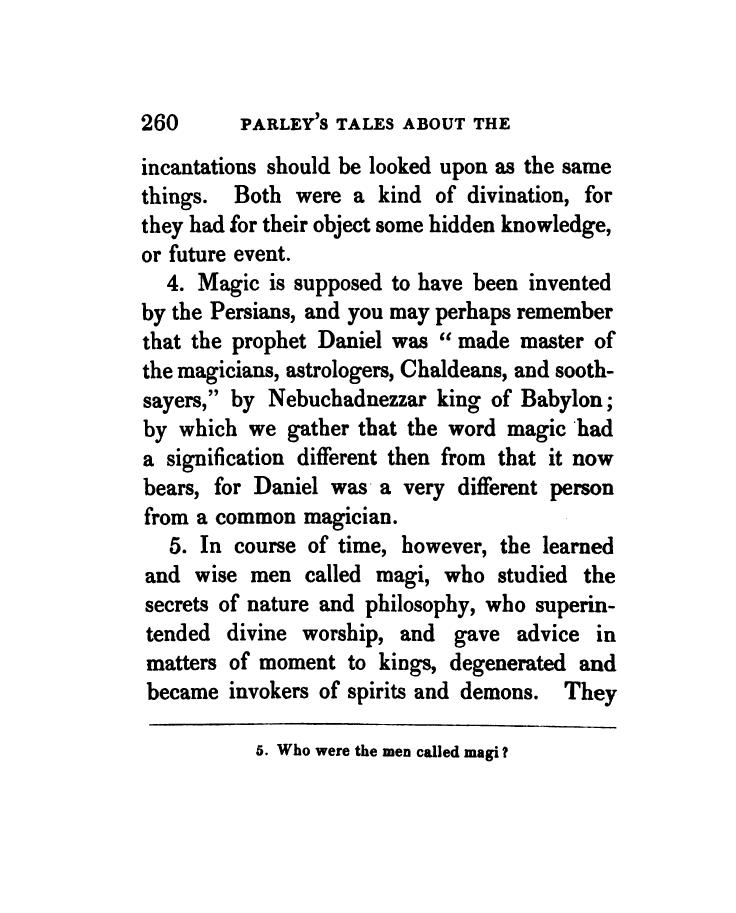 260 PARLEY'S TALES ABOUT THE
incantations should be looked upon as the same
things. Both were a kind of divination, for
they had for their object some hidden knowledge,
or future event.
4. Magic is supposed to have been invented
by the Persians, and you may perhaps remember
that the prophet Daniel was “ made master of
the magicians, astrologers, Chaldeans, and sooth-
sayers,” by Nebuchadnezzar king of Babylon;
by which we gather that the word magic had
a signification different then from that it now
bears, for Daniel was a very different person
from a common magician.
5. In course of time, however, the learned
and wise men called magi, who studied the
secrets of nature and philosophy, who superin-
tended divine worship, and gave advice in
matters of moment to kings, degenerated and
became invokers of spirits and demons. They
5. Who were the men called magi?